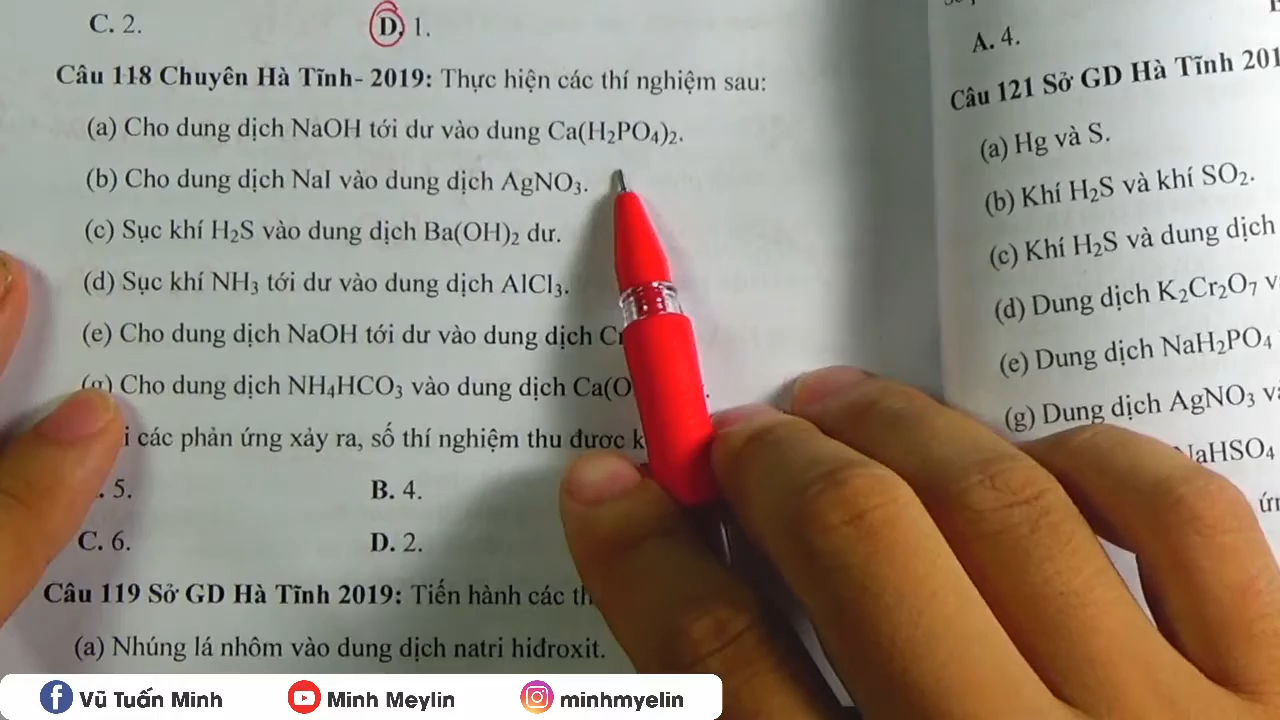 C. 2.
D. 1.
Câu 118 Chuyên Hà Tĩnh- 2019: Thực hiện các thí nghiệm sau:
(a) Cho dung dịch NaOH tới dư vào dung Ca(H₂PO₄)₂.
(b) Cho dung dịch NaI vào dung dịch AgNO₃.
(c) Sục khí H₂S vào dung dịch Ba(OH)₂ dư.
(d) Sục khí NH₃ tới dư vào dung dịch AlCl₃.
(e) Cho dung dịch NaOH tới dư vào dung dịch
(g) Cho dung dịch NH₄HCO₃ vào dung dịch Ca(O
các phản ứng xảy ra, số thí nghiệm thu được
5.
B. 4.
C. 6.
D. 2.
Câu 119 Sở GD Hà Tĩnh 2019: Tiến hành các
(a) Nhúng lá nhôm vào dung dịch natri hiđroxit.
A. 4.
Câu 121 Sở GD Hà Tĩnh 201
(a) Hg và S.
(b) Khí H₂S và khí SO₂.
(c) Khí H₂S và dung dịch
(d) Dung dịch K₂Cr₂O₇
(e) Dung dịch NaH₂PO₄
(g) Dung dịch AgNO₃
NaHSO₄
Vũ Tuấn Minh
Minh Meylin
minhmyelin